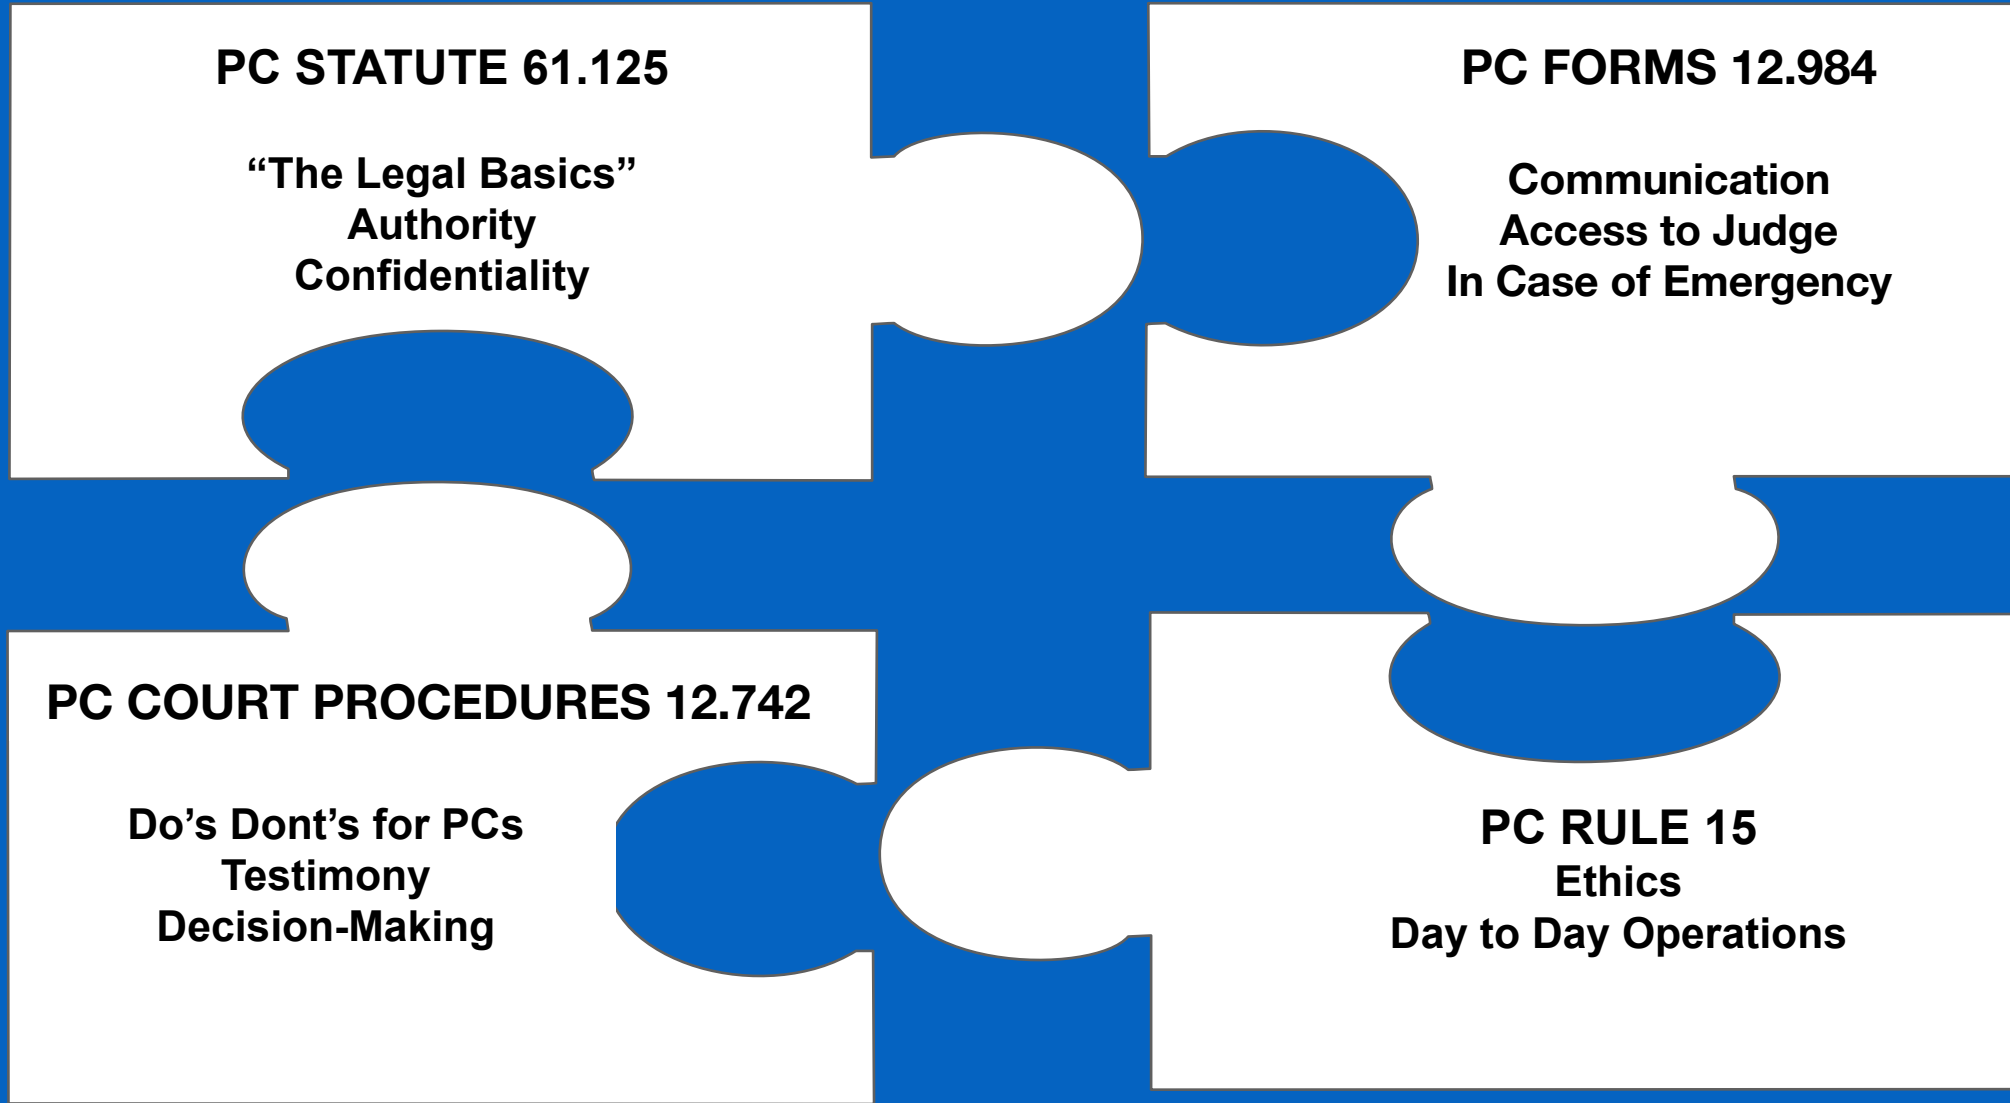 PC STATUTE 61.125
“The Legal Basics”
Authority
Confidentiality
PC FORMS 12.984
Communication
Access to Judge
In Case of Emergency
PC COURT PROCEDURES 12.742
Do’s Dont’s for PCs
Testimony
Decision-Making
PC RULE 15
Ethics
Day to Day Operations